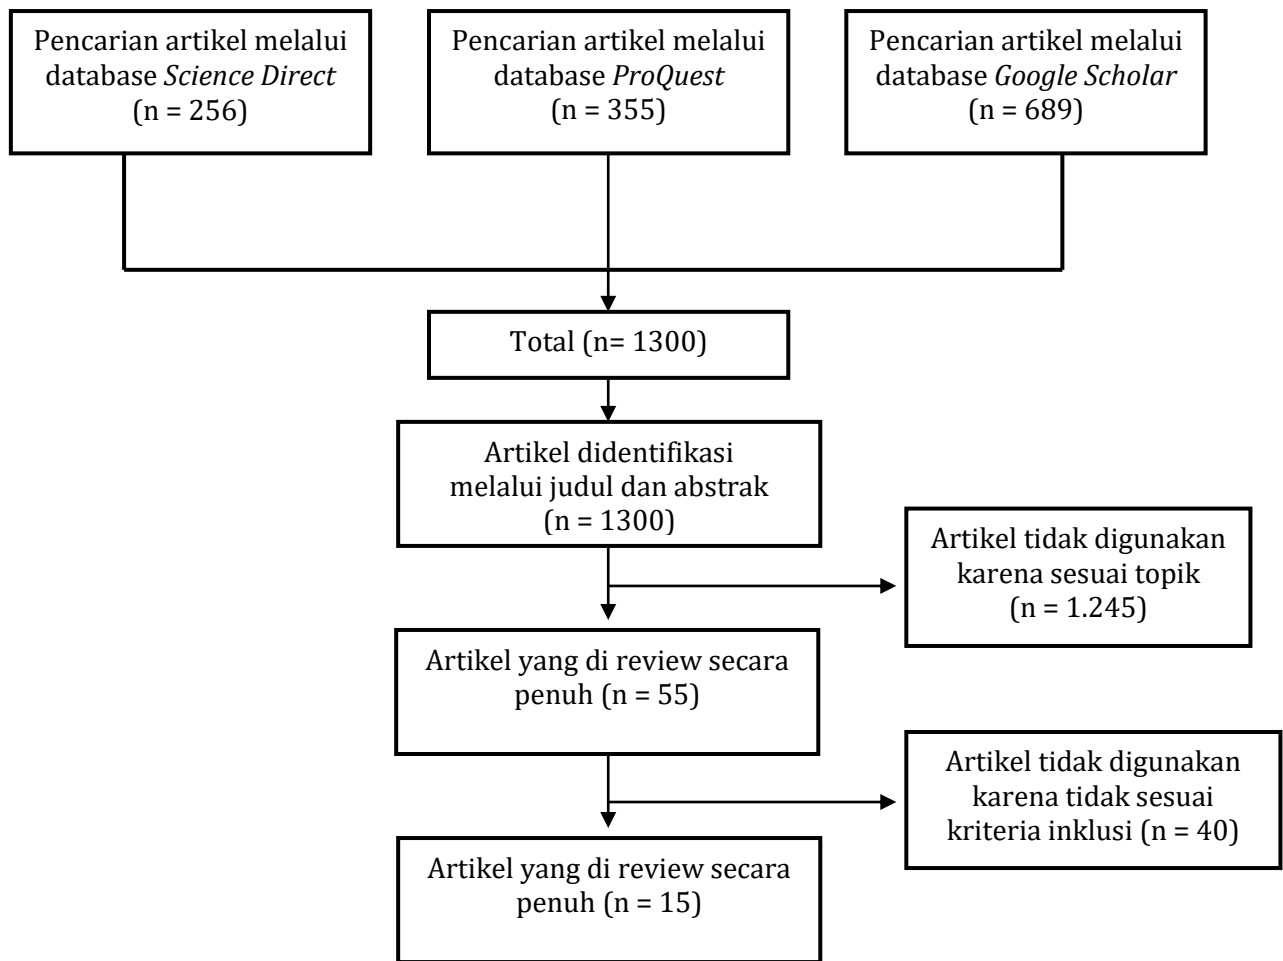 Pencarian artikel melalui
database Science Direct
(n = 256)
Pencarian artikel melalui
database ProQuest
(n = 355)
Pencarian artikel melalui
database Google Scholar
(n = 689)
Total (n= 1300)
Artikel didentifikasi
melalui judul dan abstrak
(n = 1300)
Artikel tidak digunakan
karena sesuai topik
(n = 1.245)
Artikel yang di review secara
penuh (n = 55)
Artikel tidak digunakan
karena tidak sesuai
kriteria inklusi (n = 40)
Artikel yang di review secara
penuh (n = 15)